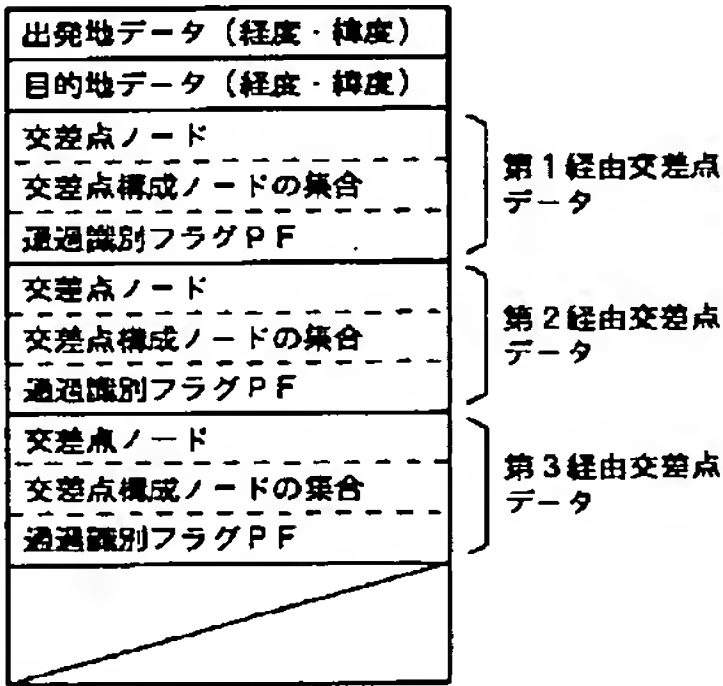 出発地データ（経度・緯度）
目的地データ（経度・緯度）
交差点ノード
交差点構成ノードの集合
通過識別フラグＰＦ
第１経由交差点
データ
交差点ノード
交差点構成ノードの集合
通過識別フラグＰＦ
第２経由交差点
データ
交差点ノード
交差点構成ノードの集合
通過識別フラグＰＦ
第３経由交差点
データ